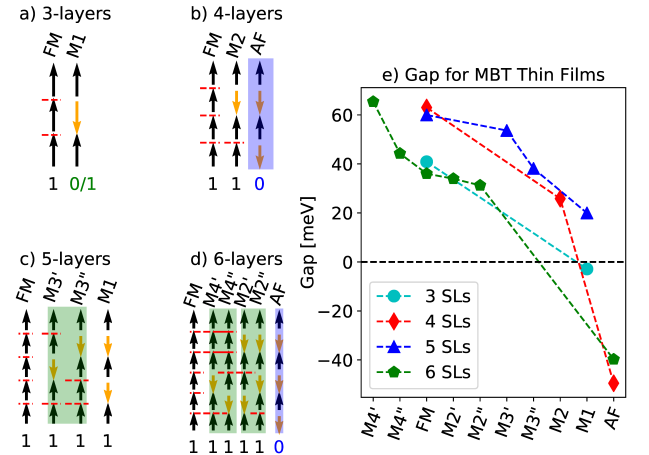 a) 3-layers
FM M1
1 0/1
b) 4-layers
FM M2 AF
1 1 0
c) 5-layers
FM M3' M3" M1
1 1 1 1
d) 6-layers
FM M4' M4" M2' M2" AF
1 1 1 1 1 0
e) Gap for MBT Thin Films
Gap [meV]
60
40
20
0
−20
−40
3 SLs
4 SLs
5 SLs
6 SLs
M4' M4" FM M2' M2" M3' M3" M2 M1 AF